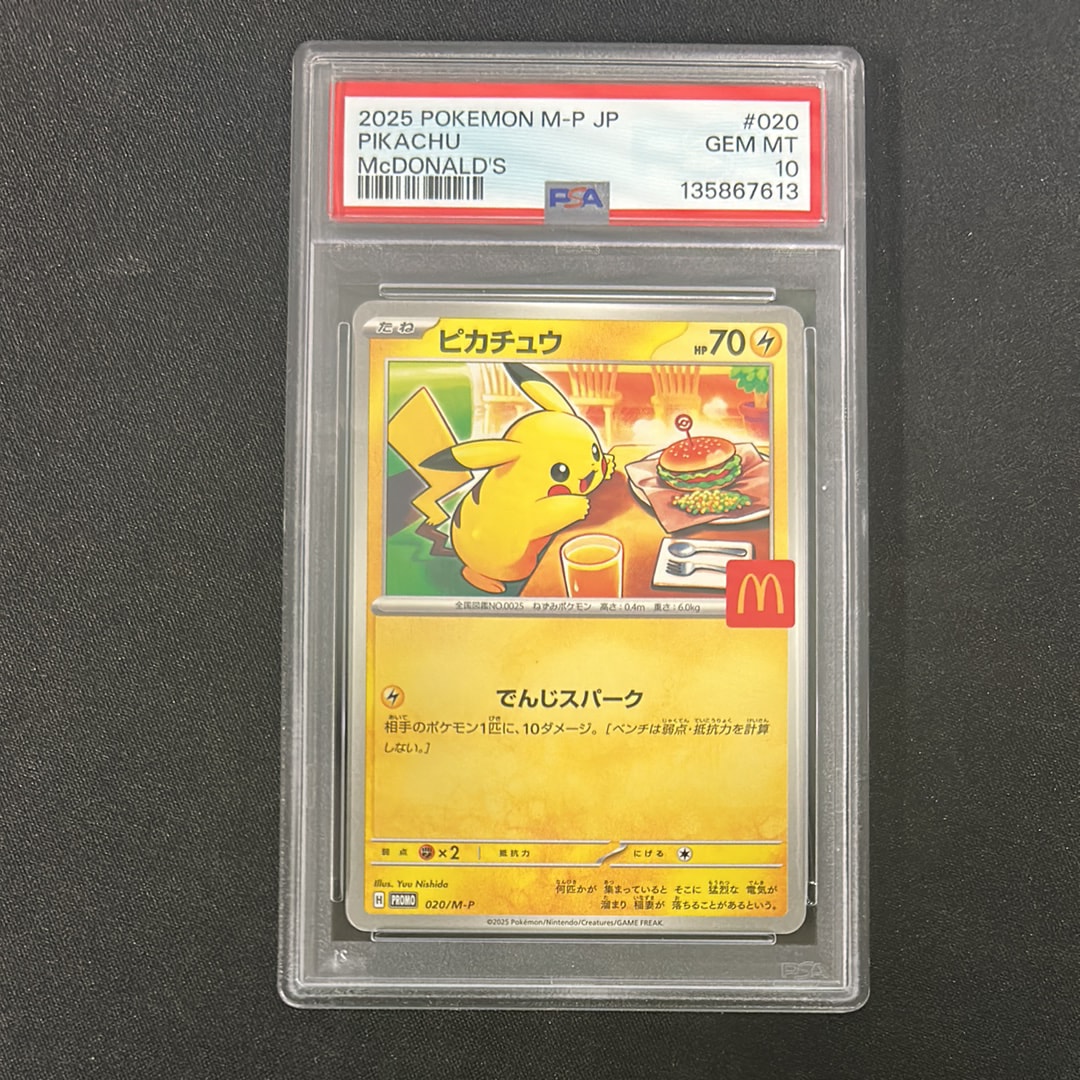 2025 POKEMON M-P JP #020
PIKACHU GEM MT
McDONALD'S 10
PSA 135867613
たね ピカチュウ HP70
M
全国図鑑NO.0025 ねずみポケモン 高さ:0.4m 重さ:6.0kg
でんじスパーク
相手のポケモン1匹に、10ダメージ。[ベンチは弱点・抵抗力を計算
しない。]
弱点 ×2 抵抗力 にげる
Illus. Yuu Nishida
何匹かが 集まっていると そこに 猛烈な 電気が
溜まり 稲妻が 落ちることがあるという。
H PROMO 020/M-P
©2025 Pokémon/Nintendo/Creatures/GAME FREAK.
PSA